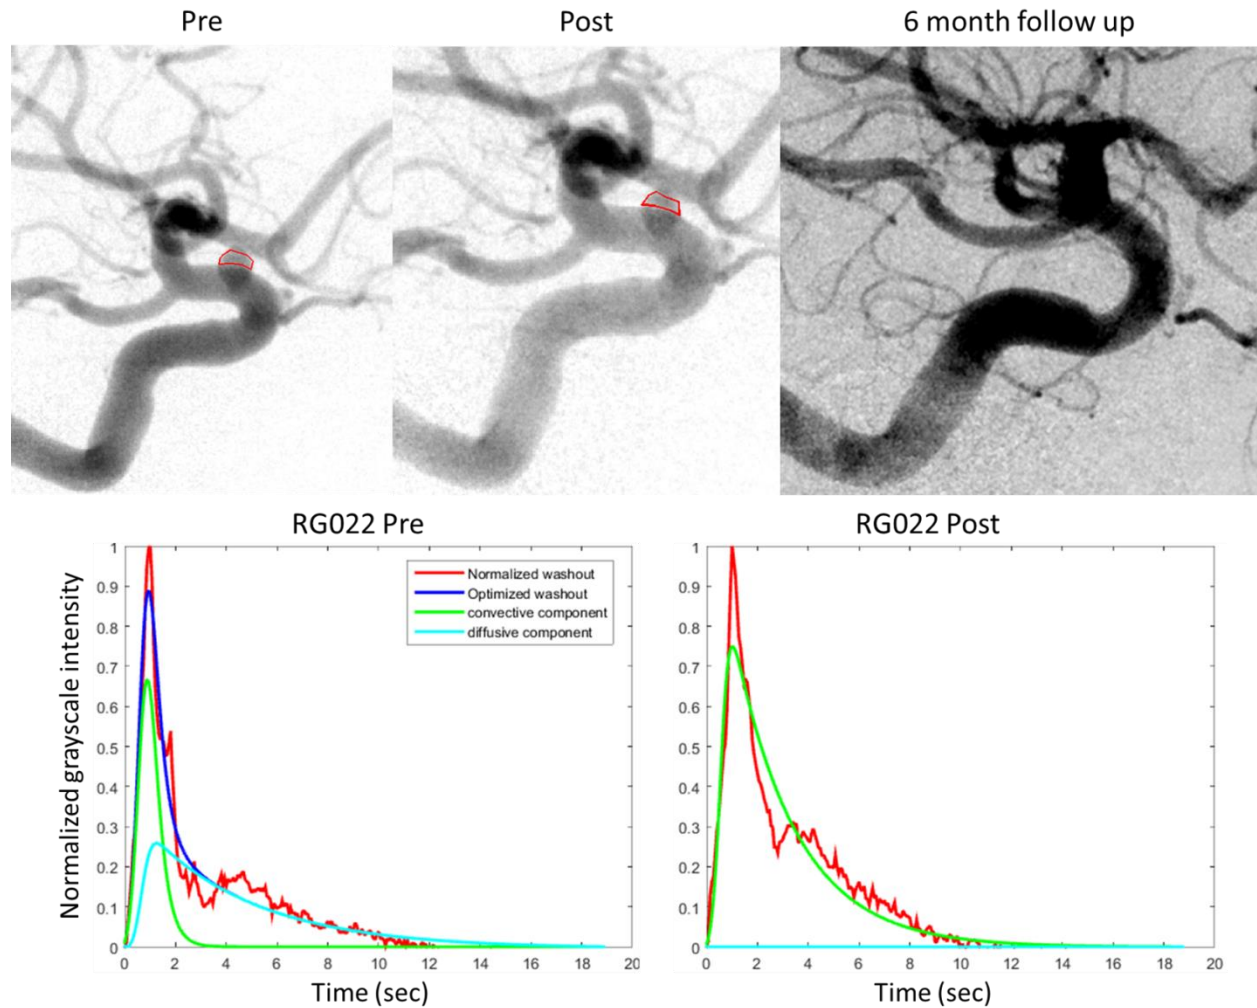 Pre
Post
6 month follow up
RG022 Pre
RG022 Post
Normalized grayscale intensity
1
0.9
0.8
0.7
0.6
0.5
0.4
0.3
0.2
0.1
0
0 2 4 6 8 10 12 14 16 18 20
Time (sec)
Normalized washout
Optimized washout
convective component
diffusive component
1
0.9
0.8
0.7
0.6
0.5
0.4
0.3
0.2
0.1
0
0 2 4 6 8 10 12 14 16 18 20
Time (sec)